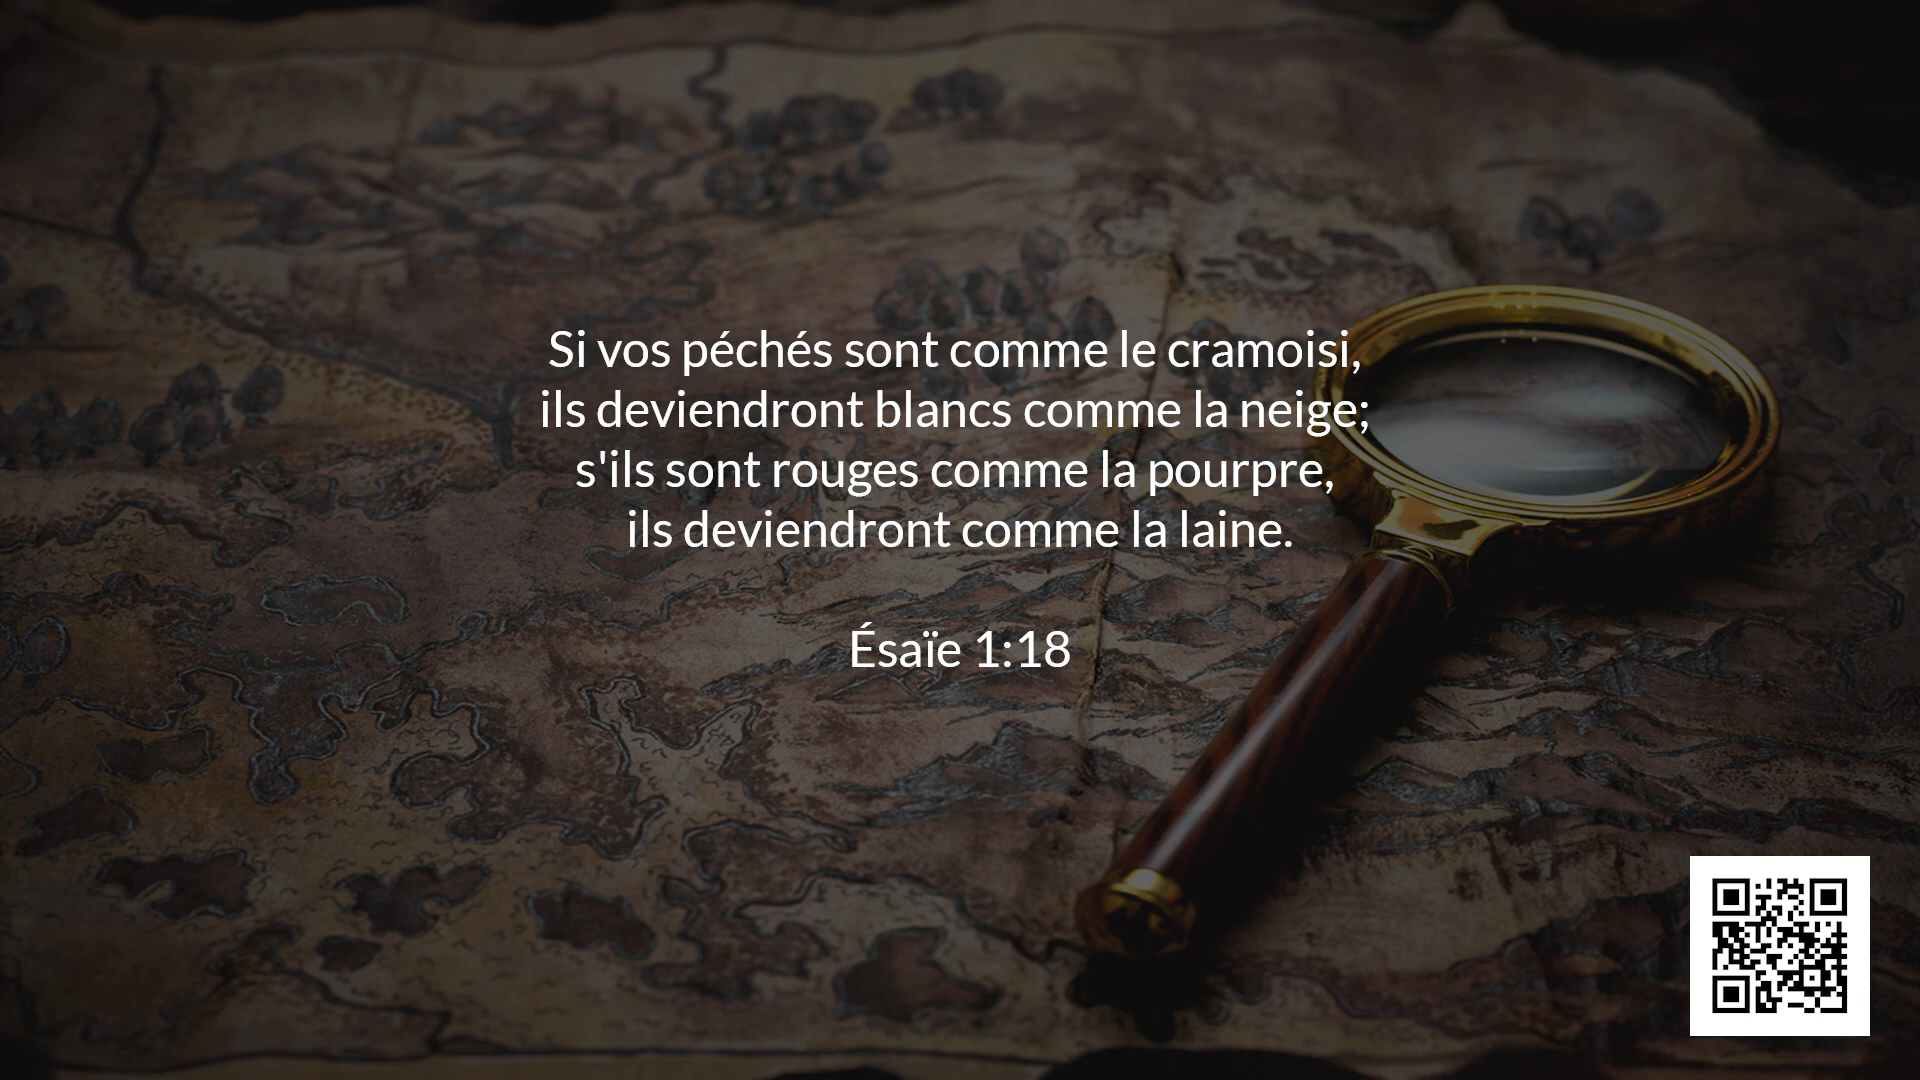 Si vos péchés sont comme le cramoisi,
ils deviendront blancs comme la neige;
s'ils sont rouges comme la pourpre,
ils deviendront comme la laine.
Ésaïe 1:18